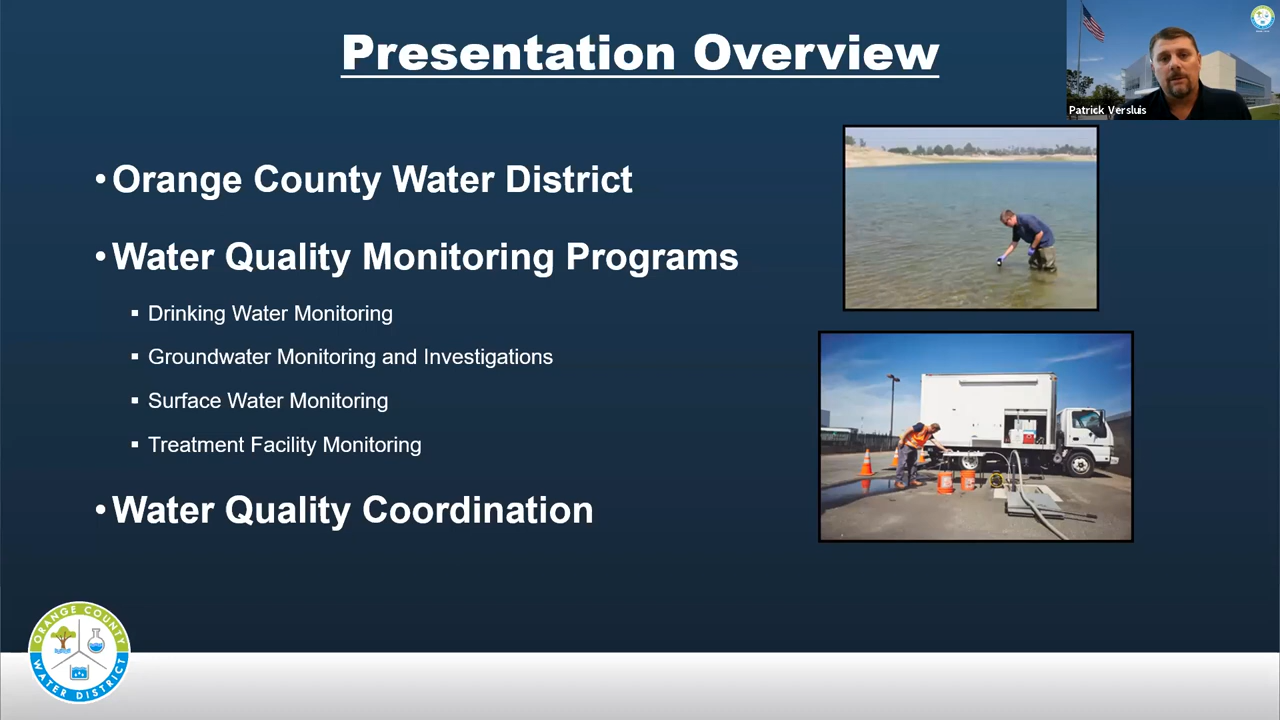 Presentation Overview
Patrick Versluis
• Orange County Water District
• Water Quality Monitoring Programs
▪ Drinking Water Monitoring
▪ Groundwater Monitoring and Investigations
▪ Surface Water Monitoring
▪ Treatment Facility Monitoring
• Water Quality Coordination
ORANGE COUNTY
WATER DISTRICT